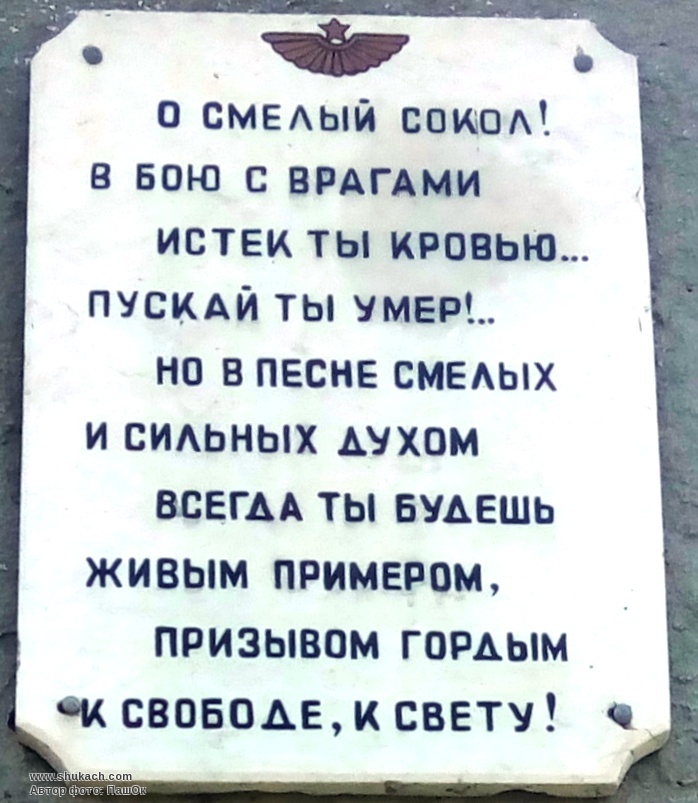 О СМЕЛЫЙ СОКОЛ!
В БОЮ С ВРАГАМИ
ИСТЕК ТЫ КРОВЬЮ...
ПУСКАЙ ТЫ УМЕР!..
НО В ПЕСНЕ СМЕЛЫХ
И СИЛЬНЫХ ДУХОМ
ВСЕГДА ТЫ БУДЕШЬ
ЖИВЫМ ПРИМЕРОМ,
ПРИЗЫВОМ ГОРДЫМ
К СВОБОДЕ, К СВЕТУ!
www.shukach.com
Автор фото: ПашОк